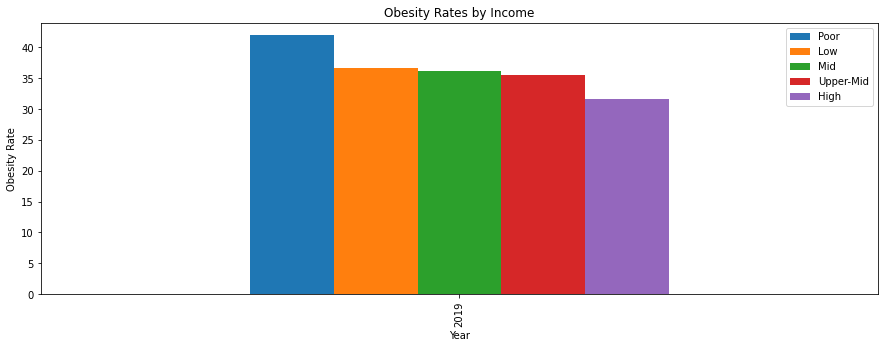 Obesity Rates by Income
Poor
Low
Mid
Upper-Mid
High
Obesity Rate
40
35
30
25
20
15
10
5
0
2019
Year